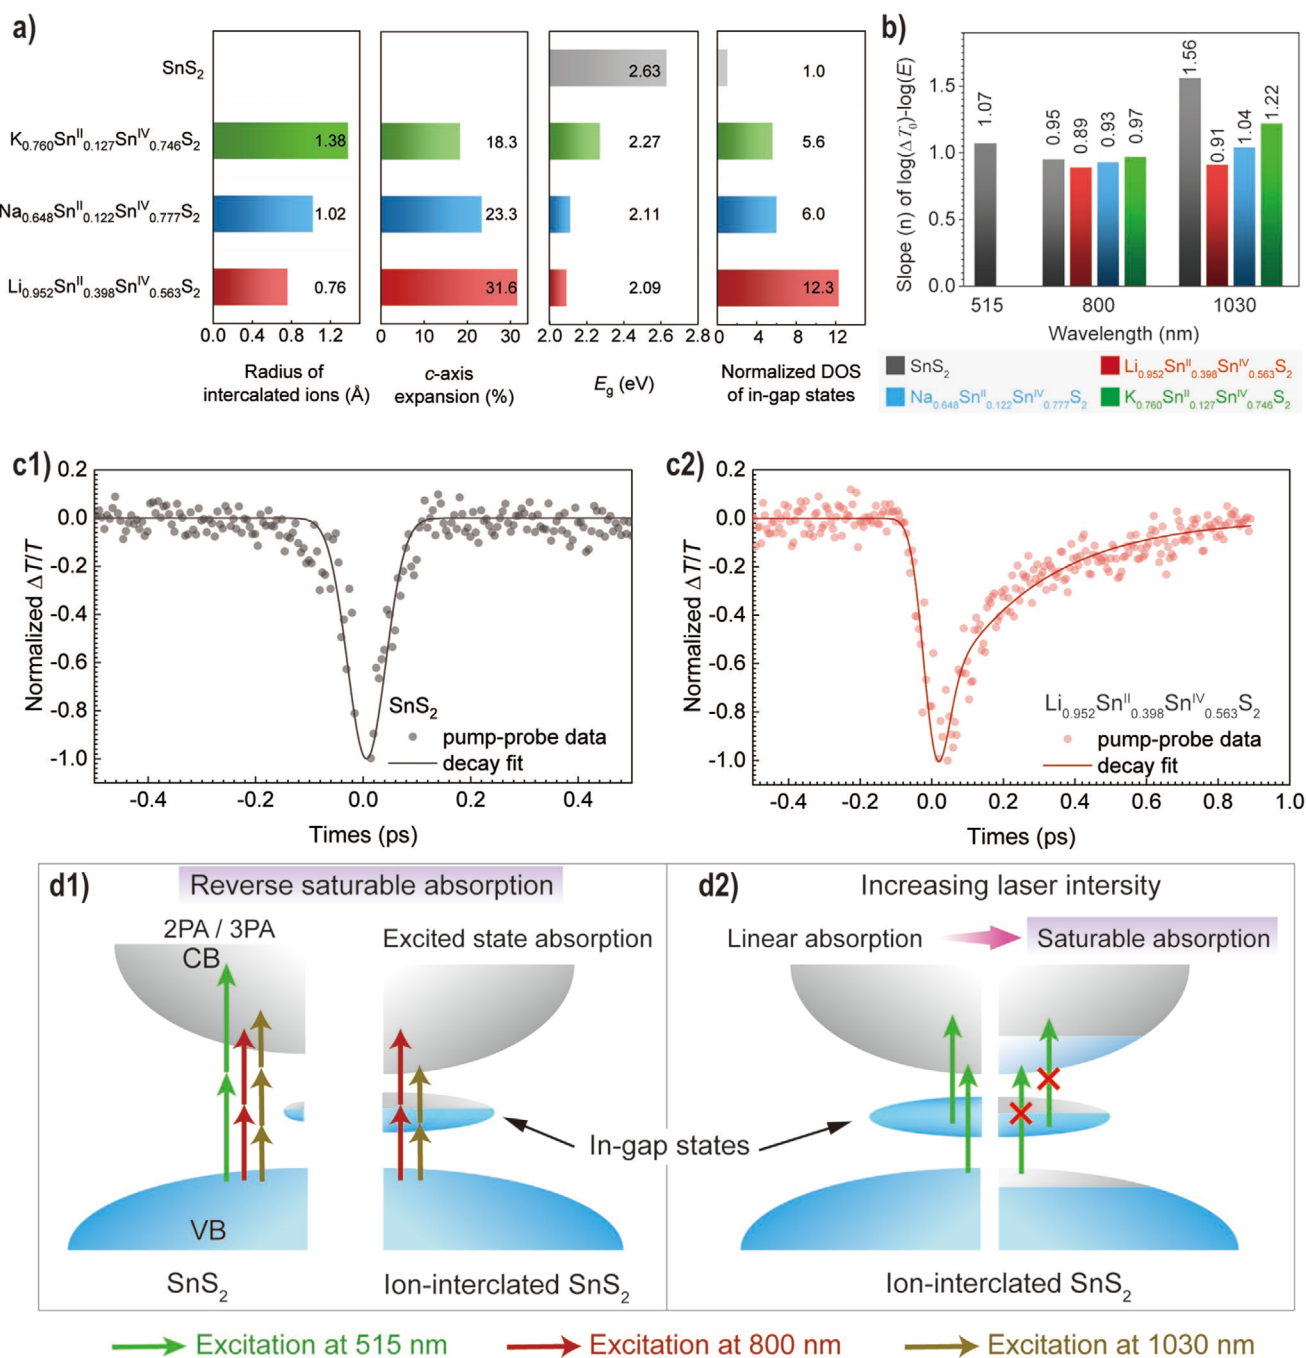 a)
SnS2
K0.760SnII0.127SnIV0.746S2
Na0.648SnII0.122SnIV0.777S2
Li0.952SnII0.398SnIV0.563S2
1.38
1.02
0.76
0.0 0.4 0.8 1.2
Radius of
intercalated ions (Å)
18.3
23.3
31.6
0 10 20 30
c-axis
expansion (%)
2.63
2.27
2.11
2.09
2.0 2.2 2.4 2.6 2.8
Eg (eV)
1.0
5.6
6.0
12.3
0 4 8 12
Normalized DOS
of in-gap states
b)
Slope (n) of log(ΔT0)-log(E)
1.5
1.0
0.5
0.0
1.07
0.95
0.89
0.93
0.97
1.56
0.91
1.04
1.22
515 800 1030
Wavelength (nm)
SnS2
Li0.952SnII0.398SnIV0.563S2
Na0.648SnII0.122SnIV0.777S2
K0.760SnII0.127SnIV0.746S2
c1)
Normalized ΔT/T
0.2
0.0
-0.2
-0.4
-0.6
-0.8
-1.0
SnS2
pump-probe data
decay fit
-0.4 -0.2 0.0 0.2 0.4
Times (ps)
c2)
Normalized ΔT/T
0.2
0.0
-0.2
-0.4
-0.6
-0.8
-1.0
Li0.952SnII0.398SnIV0.563S2
pump-probe data
decay fit
-0.4 -0.2 0.0 0.2 0.4 0.6 0.8 1.0
Times (ps)
d1)
Reverse saturable absorption
2PA / 3PA
CB
Excited state absorption
VB
SnS2
Ion-interclated SnS2
In-gap states
d2)
Increasing laser intersity
Linear absorption
Saturable absorption
Ion-interclated SnS2
Excitation at 515 nm
Excitation at 800 nm
Excitation at 1030 nm